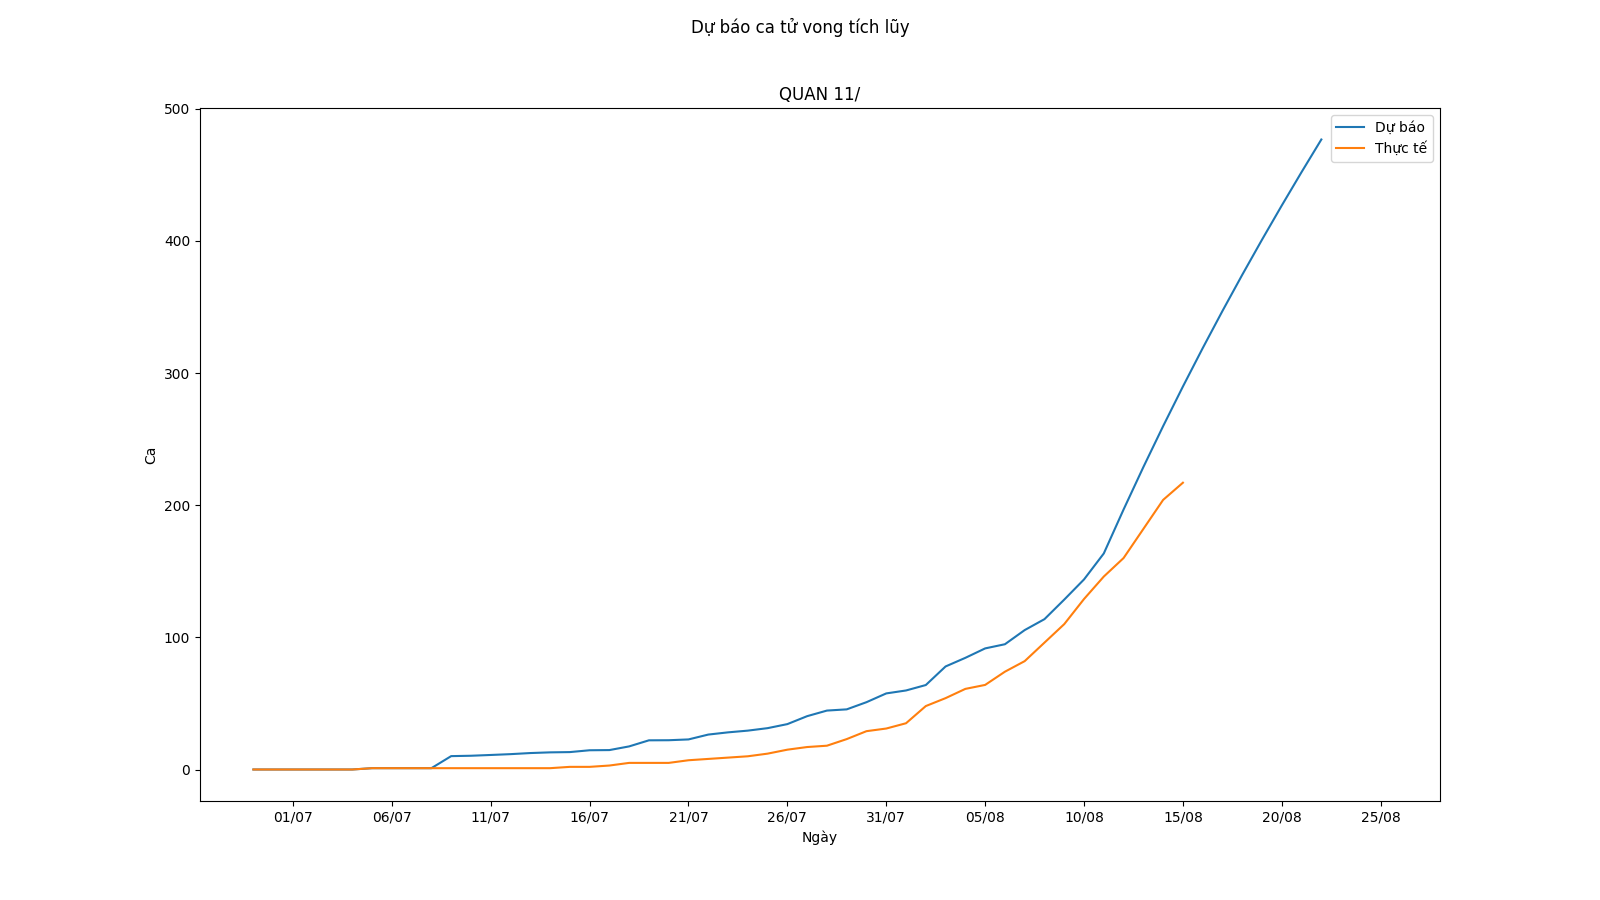 Dự báo ca tử vong tích lũy
QUAN 11/
500
400
300
200
100
0
Ca
Dự báo
Thực tế
01/07 06/07 11/07 16/07 21/07 26/07 31/07 05/08 10/08 15/08 20/08 25/08
Ngày